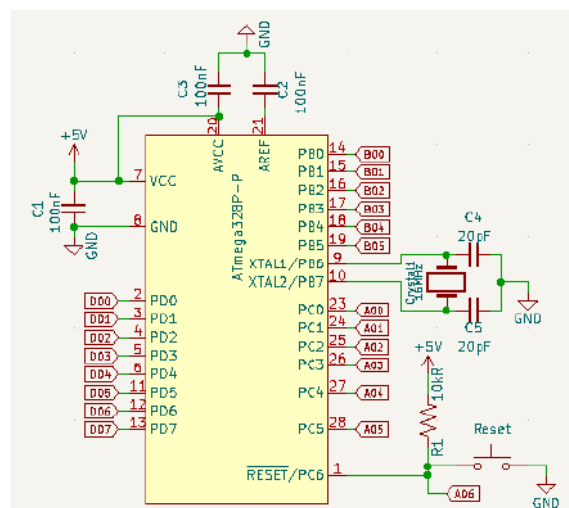 GND
C3
100nF
C2
100nF
20
21
AVCC
AREF
+5V
7
VCC
C1
100nF
8
GND
GND
ATmega328P-P
PB0
14
B00
PB1
15
B01
PB2
16
B02
PB3
17
B03
PB4
18
B04
PB5
19
B05
XTAL1/PB6
9
XTAL2/PB7
10
C4
20pF
Crystal1
16MHz
C5
20pF
GND
D00
2
PD0
D01
3
PD1
D02
4
PD2
D03
5
PD3
D04
6
PD4
D05
11
PD5
D06
12
PD6
D07
13
PD7
PC0
23
A00
PC1
24
A01
PC2
25
A02
PC3
26
A03
PC4
27
A04
PC5
28
A05
RESET/PC6
1
+5V
10kR
R1
Reset
A06
GND